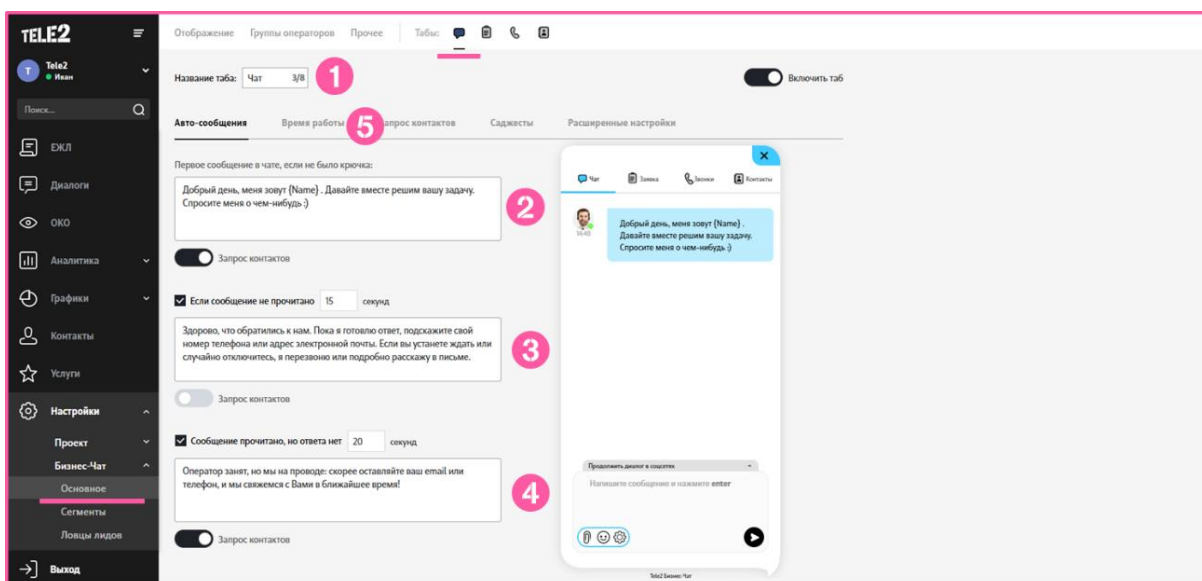 TELE2
T
Tele2
Иван
Поиск...
ЕЖЛ
Диалоги
ОКО
Аналитика
Графики
Контакты
Услуги
Настройки
Проект
Бизнес-Чат
Основное
Сегменты
Ловцы лидов
Выход
Отображение Группы операторов Прочее Табы:
Название таба: Чат 3/8 1 Включить таб
Авто-сообщения Время работы 5 апрос контактов Саджесты Расширенные настройки
Первое сообщение в чате, если не было крючка:
Добрый день, меня зовут {Name} . Давайте вместе решим вашу задачу.
Спросите меня о чем-нибудь :)
2
Запрос контактов
Если сообщение не прочитано 15 секунд
Здорово, что обратились к нам. Пока я готовлю ответ, подскажите свой
номер телефона или адрес электронной почты. Если вы устанете ждать или
случайно отключитесь, я перезвоню или подробно расскажу в письме.
3
Запрос контактов
Сообщение прочитано, но ответа нет 20 секунд
Оператор занят, но мы на проводе: скорее оставляйте ваш email или
телефон, и мы свяжемся с Вами в ближайшее время!
4
Запрос контактов
Чат Заявка Звонки Контакты
Добрый день, меня зовут {Name} .
Давайте вместе решим вашу задачу.
Спросите меня о чем-нибудь :)
Продолжить диалог в соцсетях
Напишите сообщение и нажмите enter
Tele2 Бизнес Чат